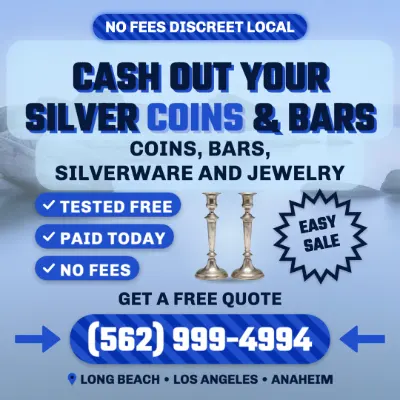 NO FEES DISCREET LOCAL
CASH OUT YOUR
SILVER COINS & BARS
COINS, BARS,
SILVERWARE AND JEWELRY
TESTED FREE
PAID TODAY
NO FEES
EASY
SALE
GET A FREE QUOTE
(562) 999-4994
LONG BEACH • LOS ANGELES • ANAHEIM